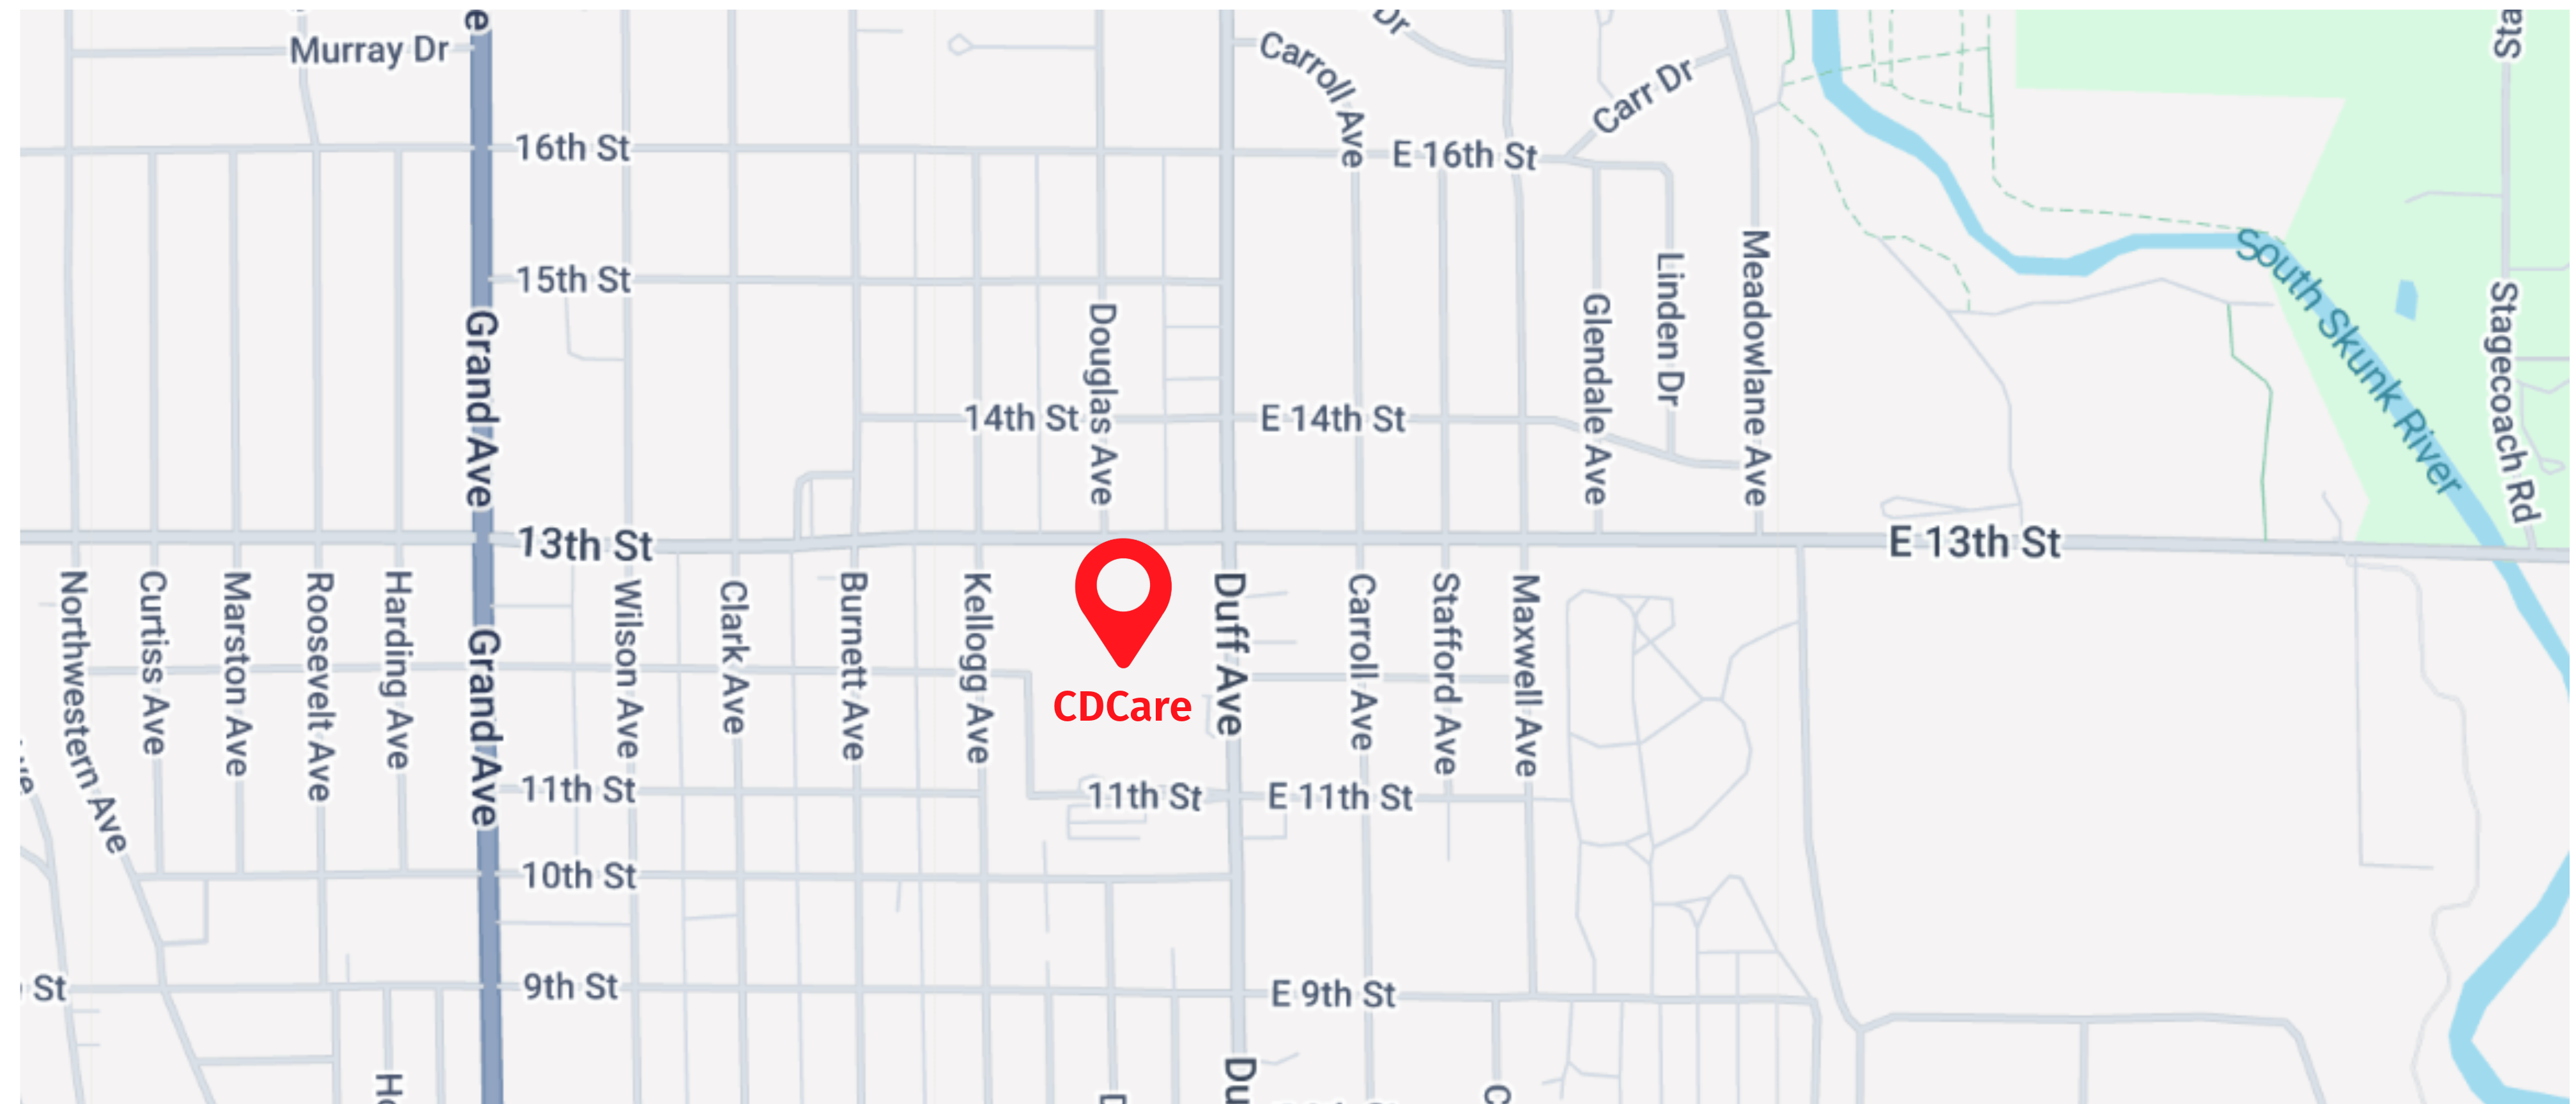 Murray Dr
Carroll Ave
Dr
Carr Dr
16th St
E 16th St
15th St
Grand Ave
Douglas Ave
14th St
E 14th St
Glendale Ave
Linden Dr
Meadowlane Ave
South Skunk River
Stagecoach Rd
13th St
E 13th St
Northwestern Ave
Curtiss Ave
Marston Ave
Roosevelt Ave
Harding Ave
Grand Ave
Wilson Ave
Clark Ave
Burnett Ave
Kellogg Ave
CDCare
Duff Ave
Carroll Ave
Stafford Ave
Maxwell Ave
11th St
11th St
E 11th St
10th St
St
9th St
E 9th St